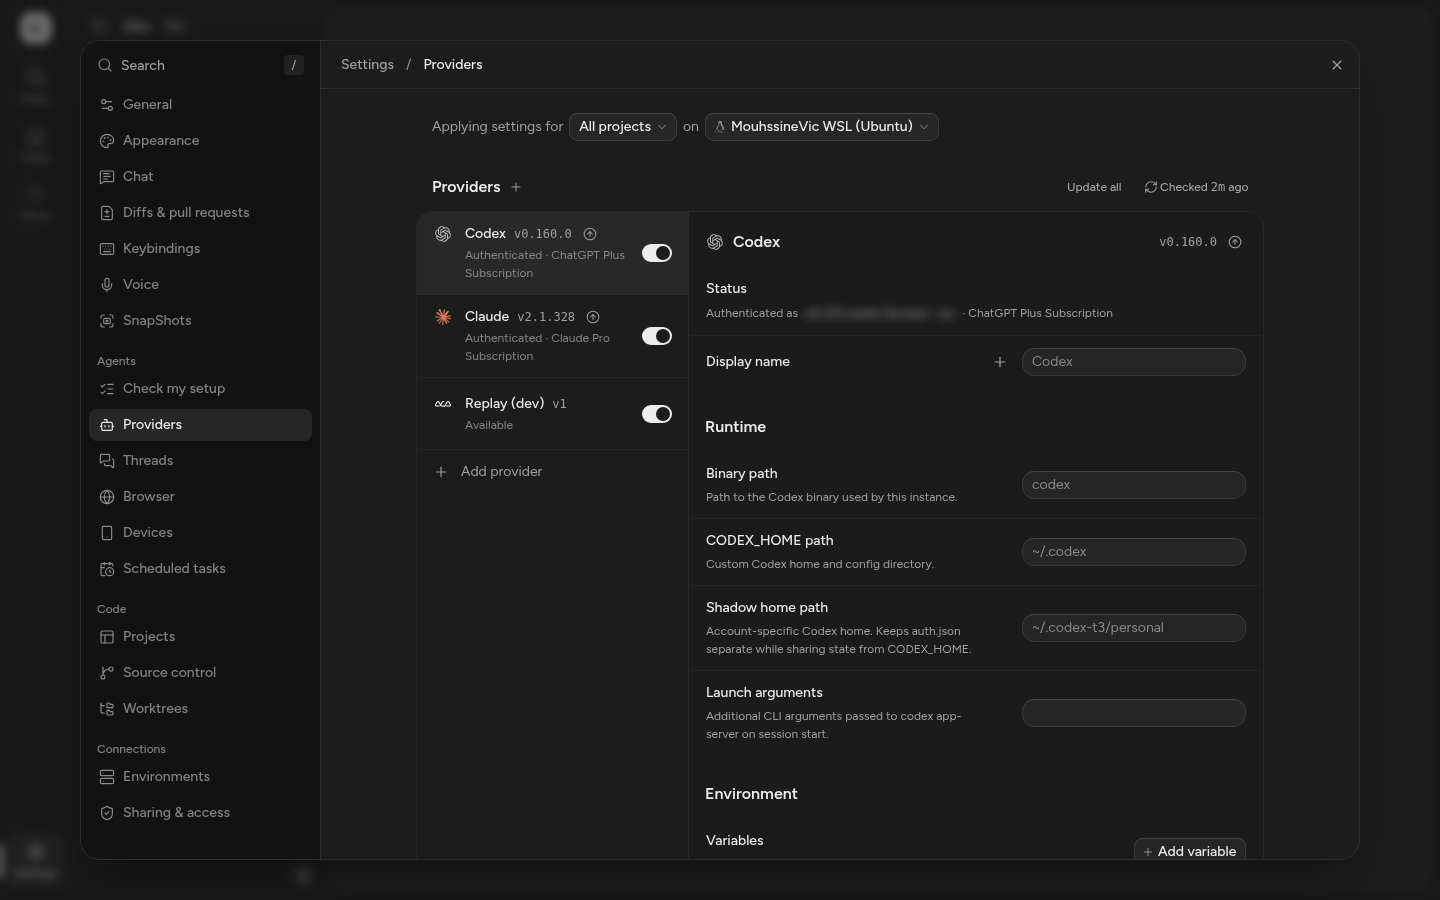 Search /
General
Appearance
Chat
Diffs & pull requests
Keybindings
Voice
SnapShots
Agents
Check my setup
Providers
Threads
Browser
Devices
Scheduled tasks
Code
Projects
Source control
Worktrees
Connections
Environments
Sharing & access
Settings / Providers
Applying settings for All projects on MouhssineVic WSL (Ubuntu)
Providers
Update all Checked 2m ago
Codex v0.160.0
Authenticated · ChatGPT Plus
Subscription
Claude v2.1.328
Authenticated · Claude Pro
Subscription
Replay (dev) v1
Available
Add provider
Codex v0.160.0
Status
Authenticated as · ChatGPT Plus Subscription
Display name Codex
Runtime
Binary path codex
Path to the Codex binary used by this instance.
CODEX_HOME path ~/.codex
Custom Codex home and config directory.
Shadow home path ~/.codex-t3/personal
Account-specific Codex home. Keeps auth.json
separate while sharing state from CODEX_HOME.
Launch arguments
Additional CLI arguments passed to codex app-
server on session start.
Environment
Variables
+ Add variable